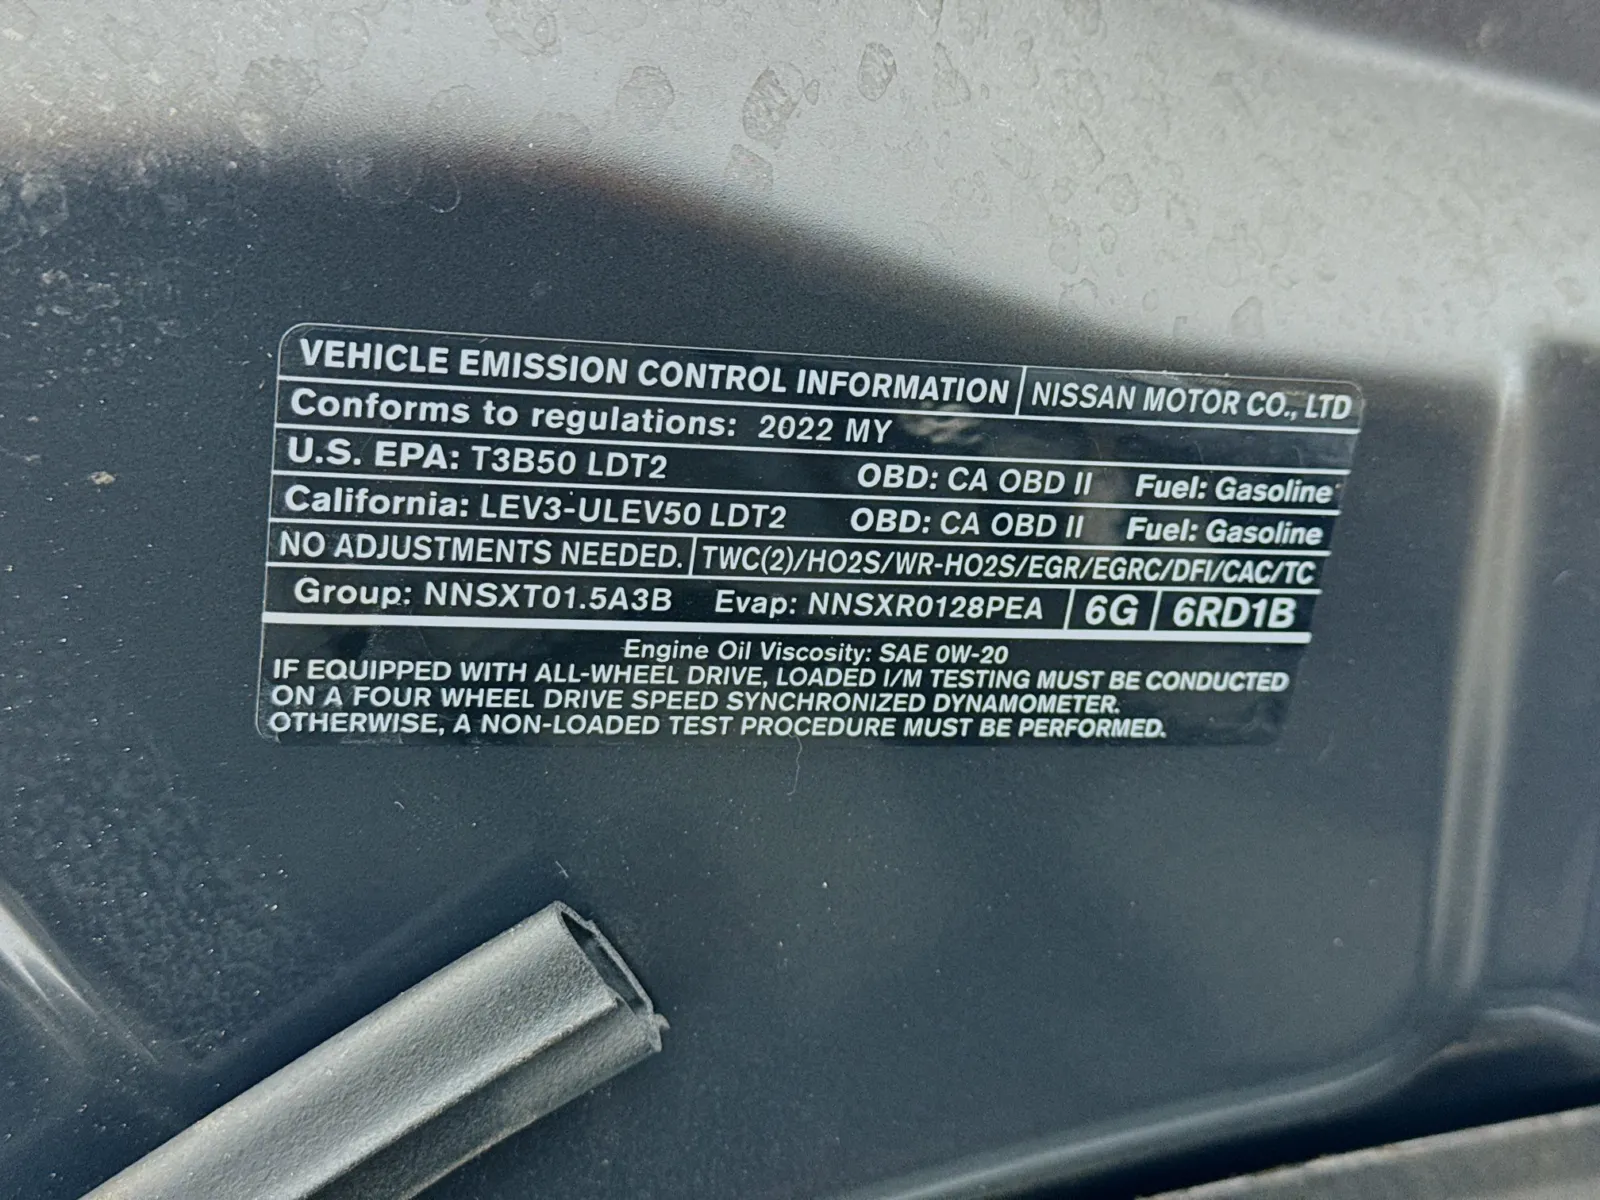 VEHICLE EMISSION CONTROL INFORMATION NISSAN MOTOR CO., LTD
Conforms to regulations: 2022 MY
U.S. EPA: T3B50 LDT2 OBD: CA OBD II Fuel: Gasoline
California: LEV3-ULEV50 LDT2 OBD: CA OBD II Fuel: Gasoline
NO ADJUSTMENTS NEEDED. TWC(2)/HO2S/WR-HO2S/EGR/EGRC/DFI/CAC/TC
Group: NNSXT01.5A3B Evap: NNSXR0128PEA 6G 6RD1B
Engine Oil Viscosity: SAE 0W-20
IF EQUIPPED WITH ALL-WHEEL DRIVE, LOADED I/M TESTING MUST BE CONDUCTED
ON A FOUR WHEEL DRIVE SPEED SYNCHRONIZED DYNAMOMETER.
OTHERWISE, A NON-LOADED TEST PROCEDURE MUST BE PERFORMED.